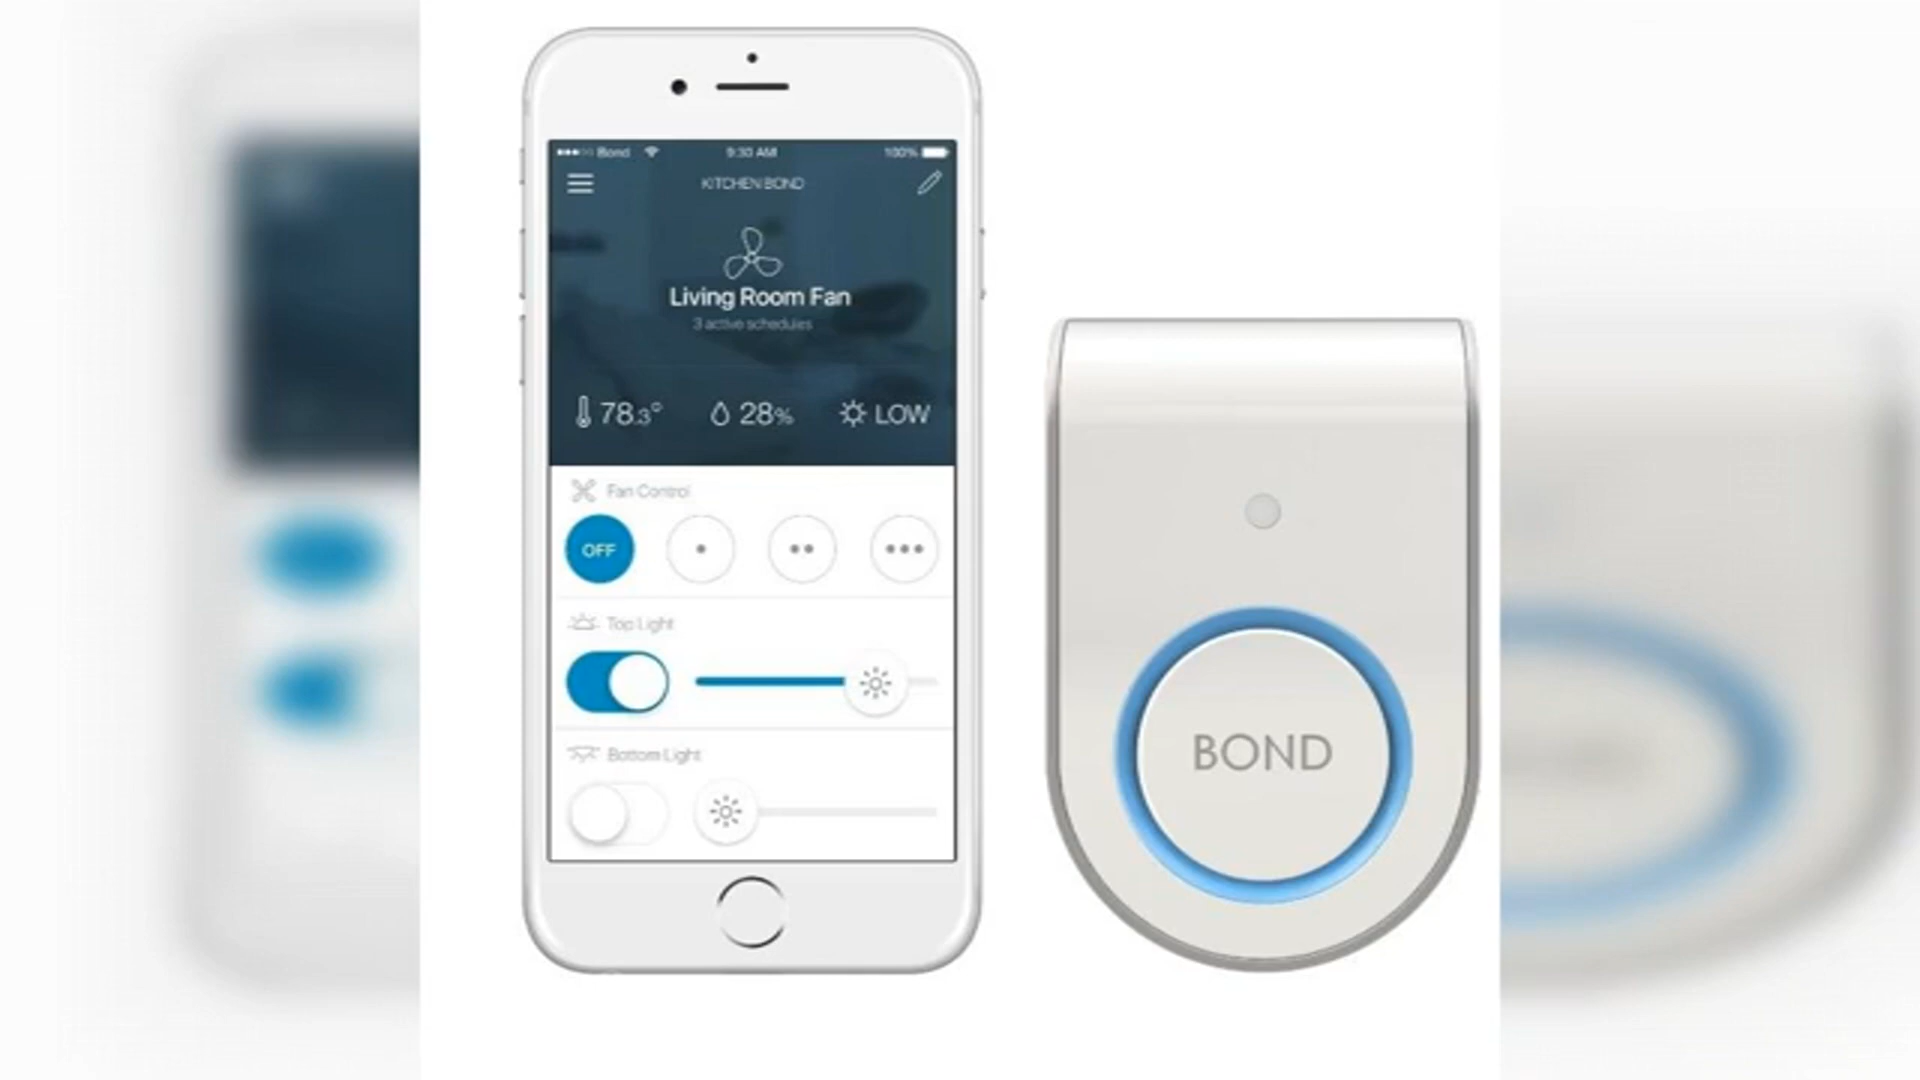 Bond 9:30 AM 100%
KITCHEN BOND
Living Room Fan
3 active schedules
78.3° 28% LOW
Fan Control
OFF
Top Light
Bottom Light
BOND